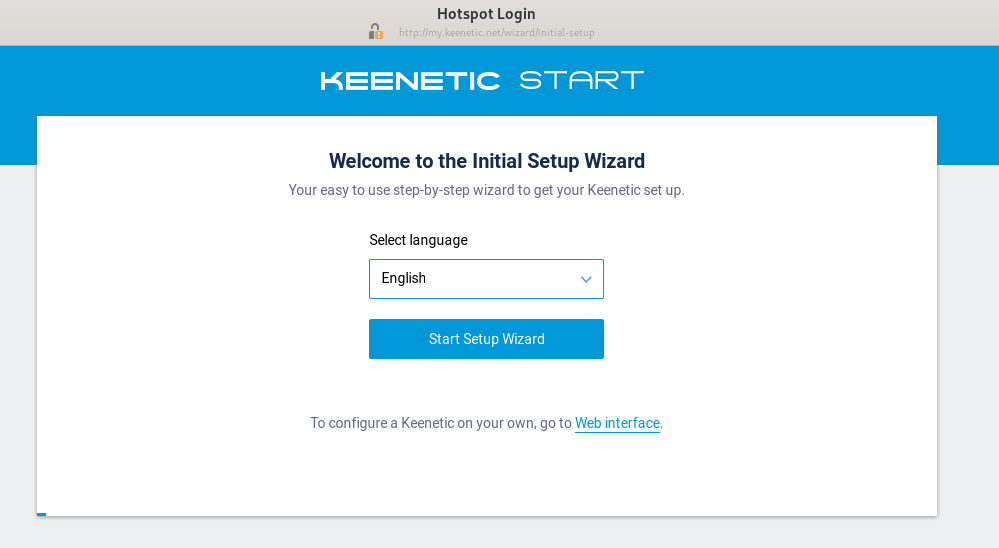 Hotspot Login
http://my.keenetic.net/wizard/initial-setup
KEENETIC START
Welcome to the Initial Setup Wizard
Your easy to use step-by-step wizard to get your Keenetic set up.
Select language
English
Start Setup Wizard
To configure a Keenetic on your own, go to Web interface.